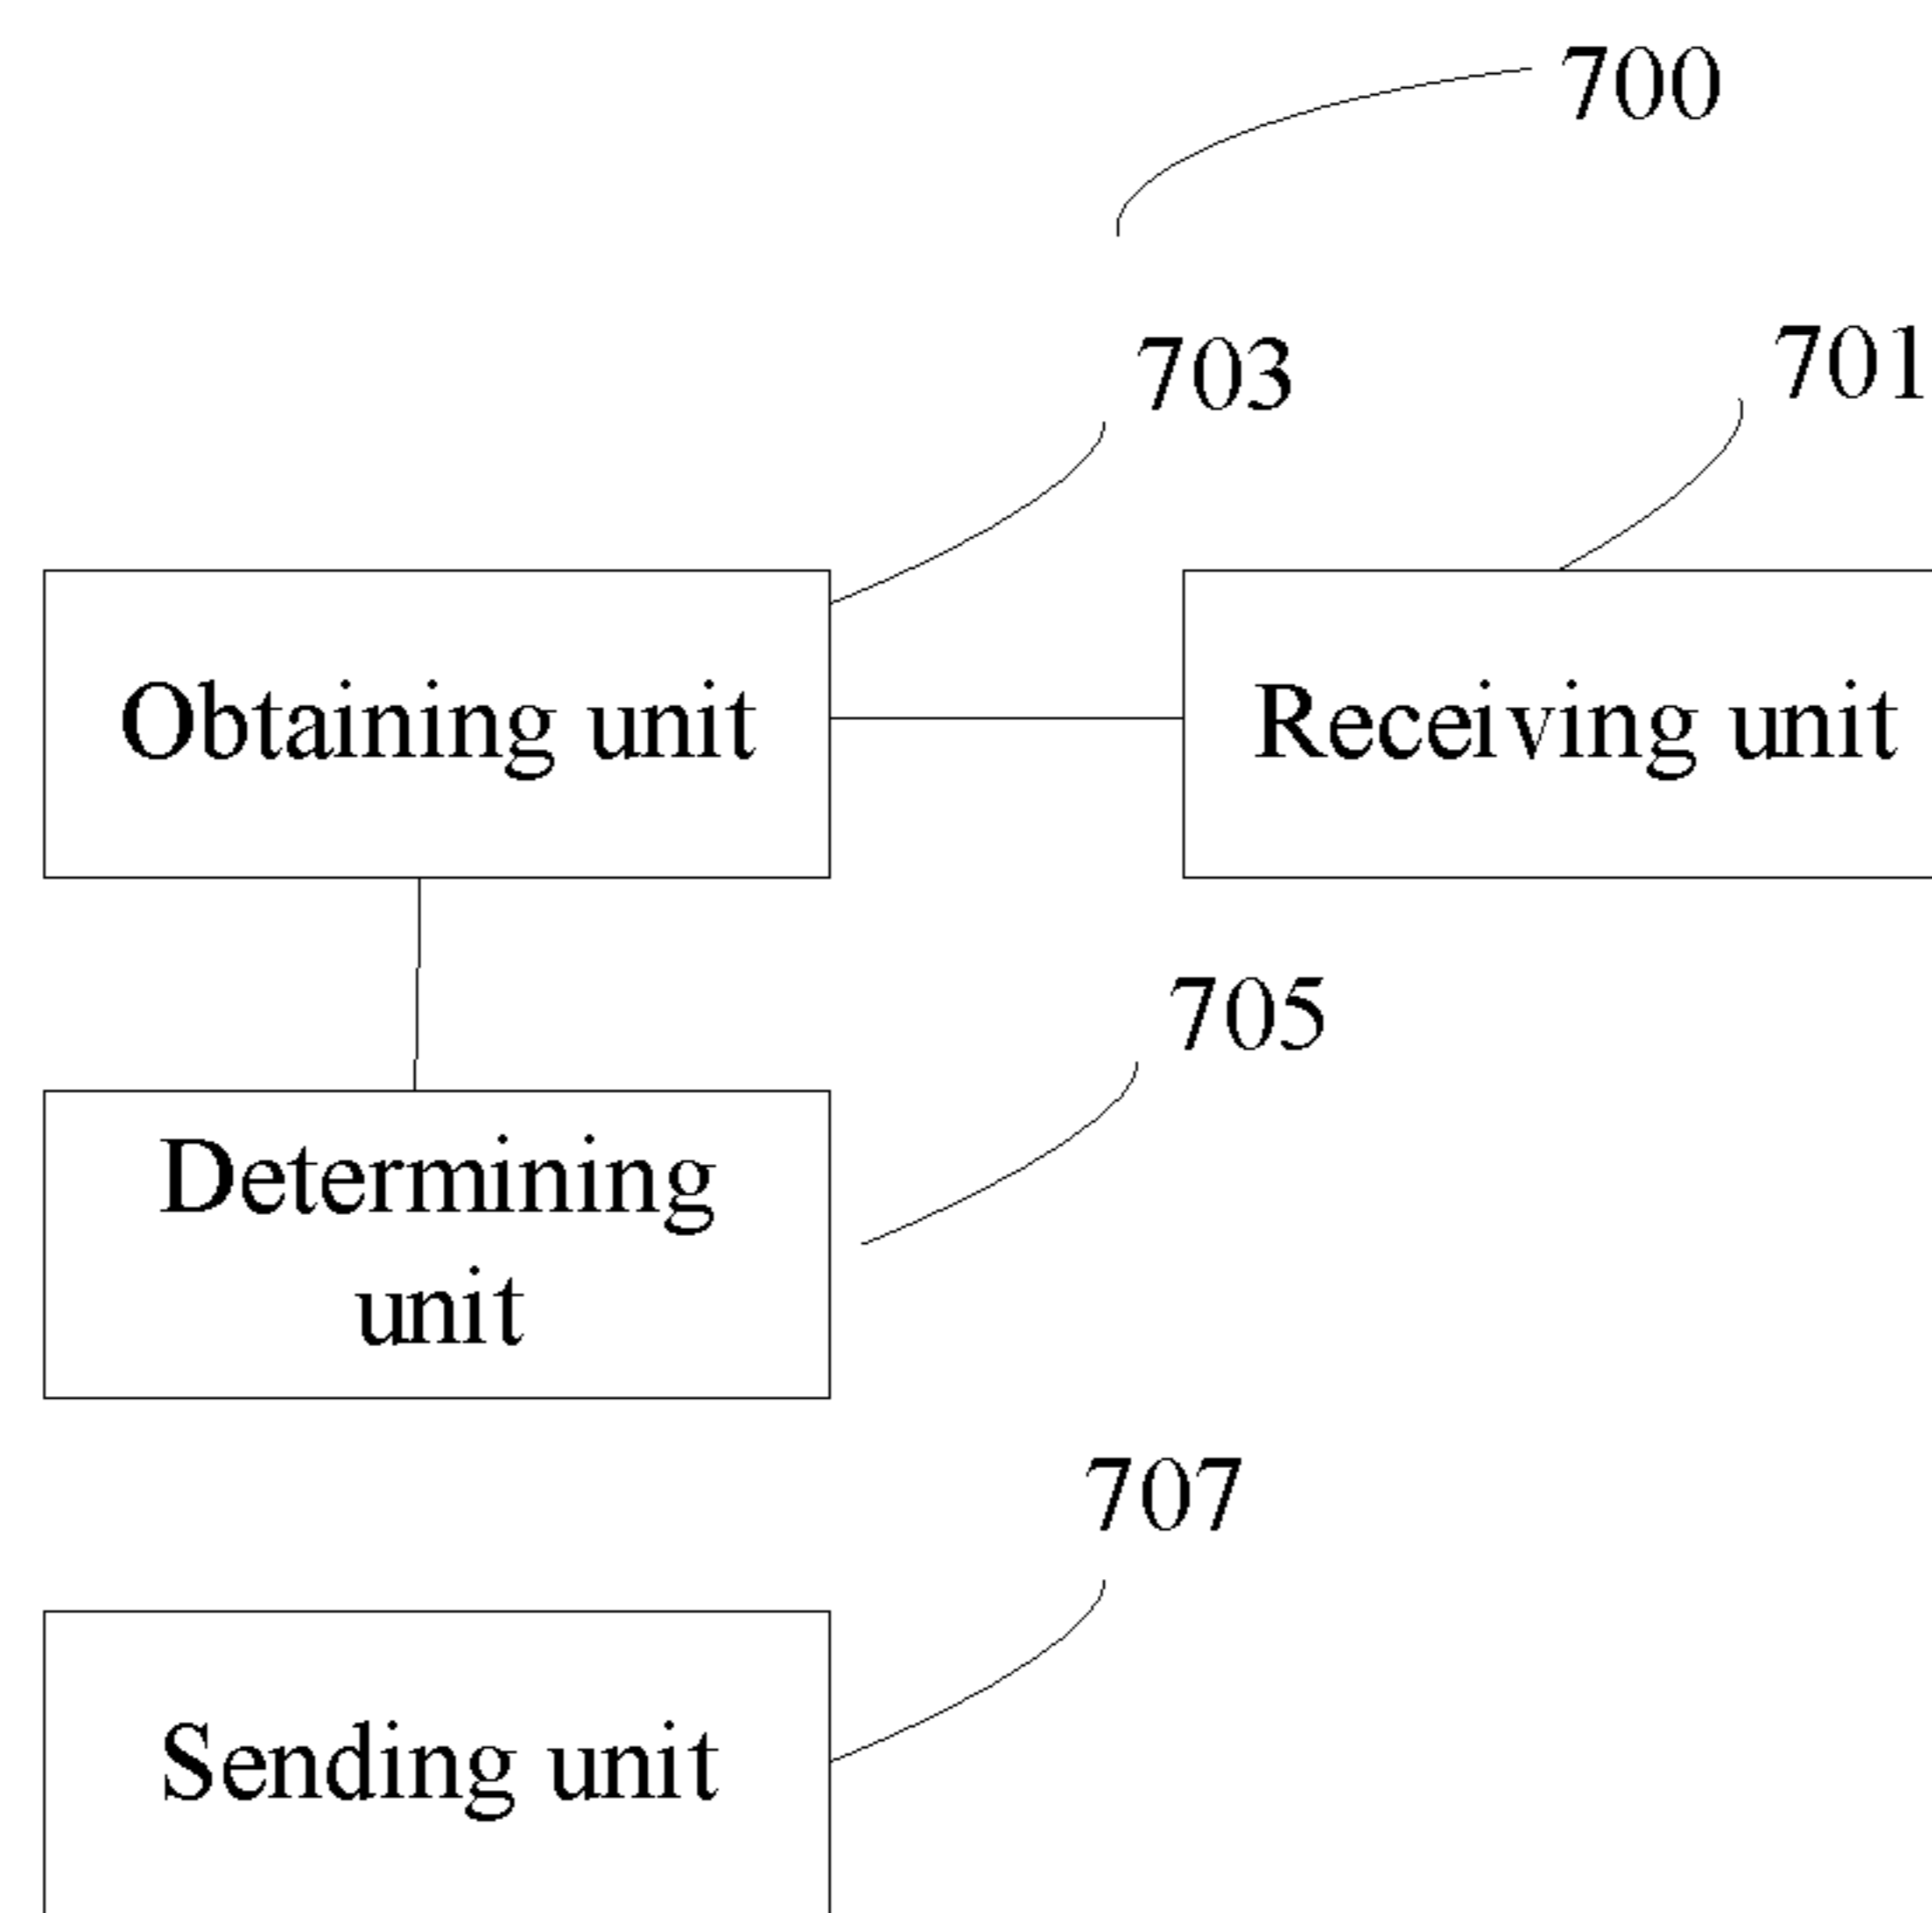 700
703
701
Obtaining unit
Receiving unit
705
Determining
unit
707
Sending unit